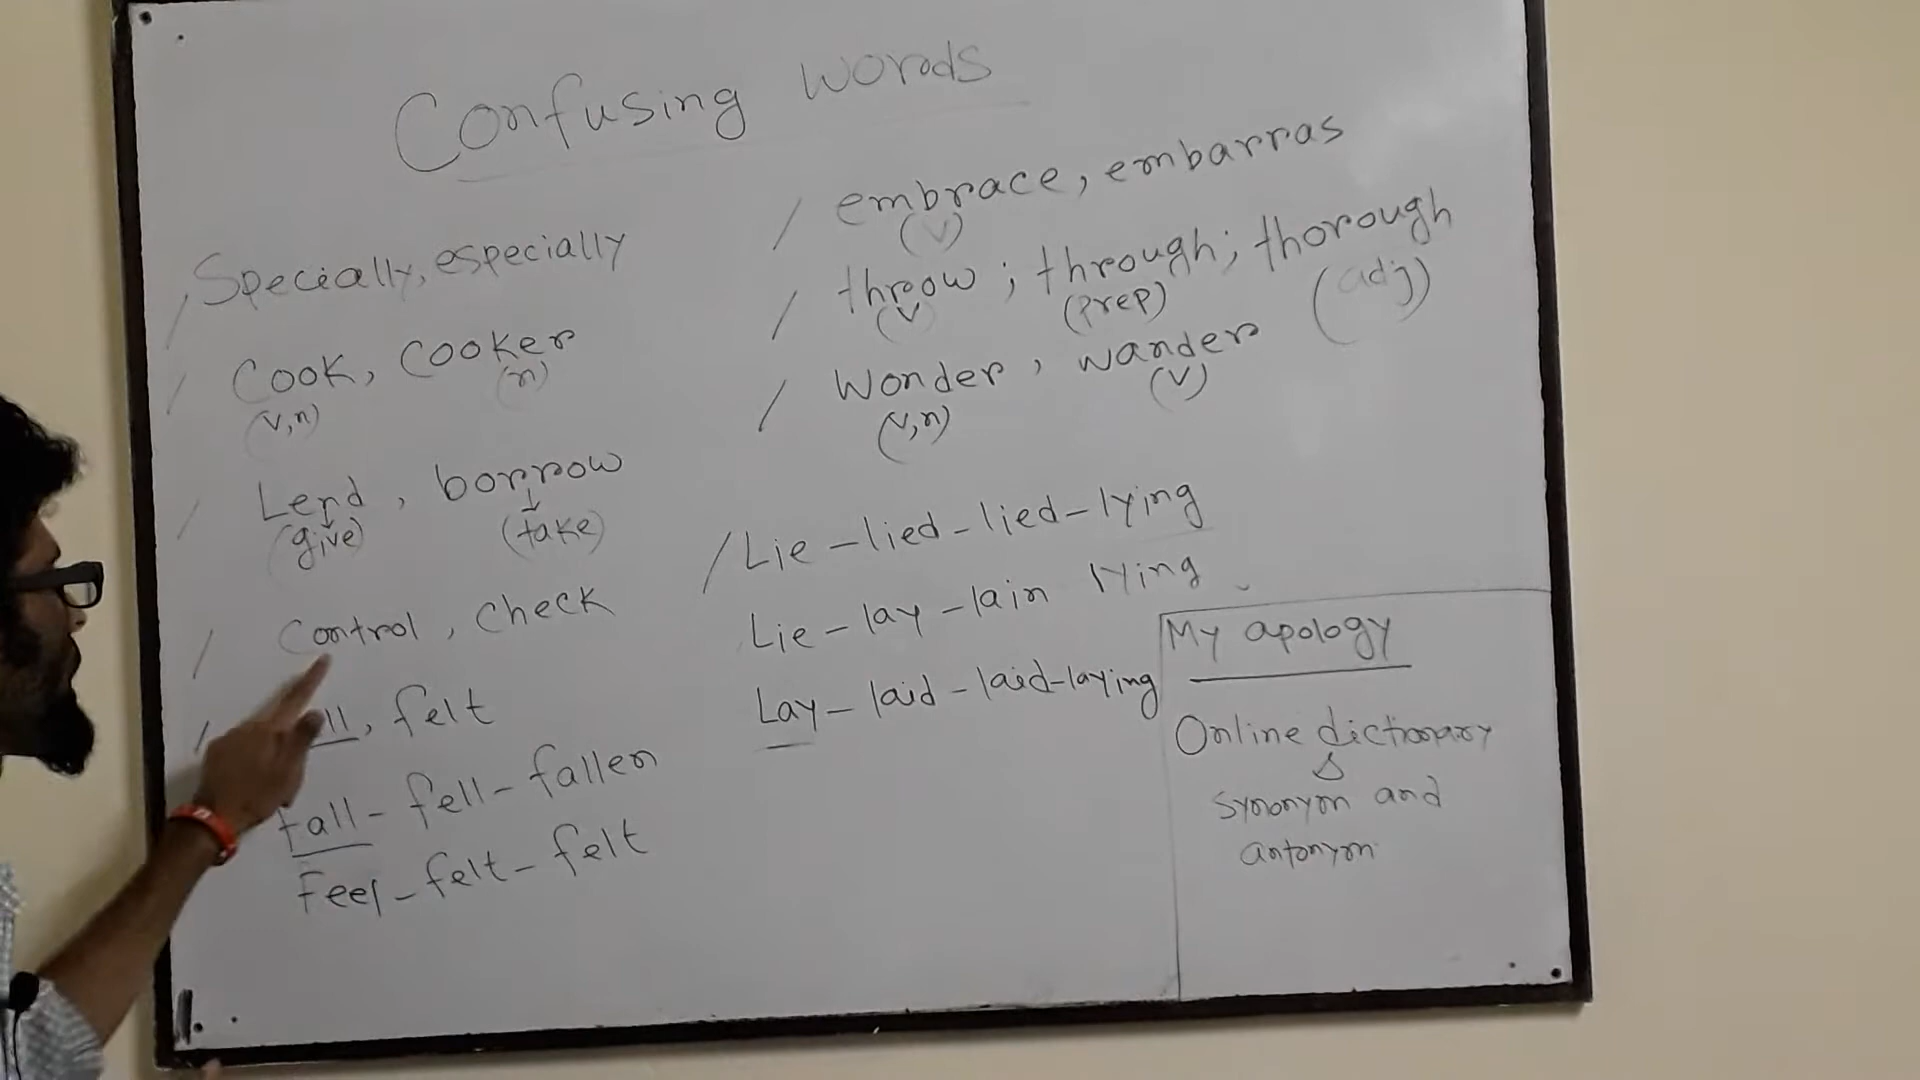 Confusing words
Specially, especially
Cook, cooker
(v,n) (n)
Lend, borrow
(give) (take)
Control, check
ll, felt
Fall - fell - fallen
Feel - felt - felt
embrace, embarras
(v)
throw ; through; thorough
(v) (prep) (adj)
Wonder, wander
(v,n) (v)
Lie - lied - lied - lying
Lie - lay - lain lying
Lay - laid - laid - laying
My apology
Online dictionary
synonym and
antonym